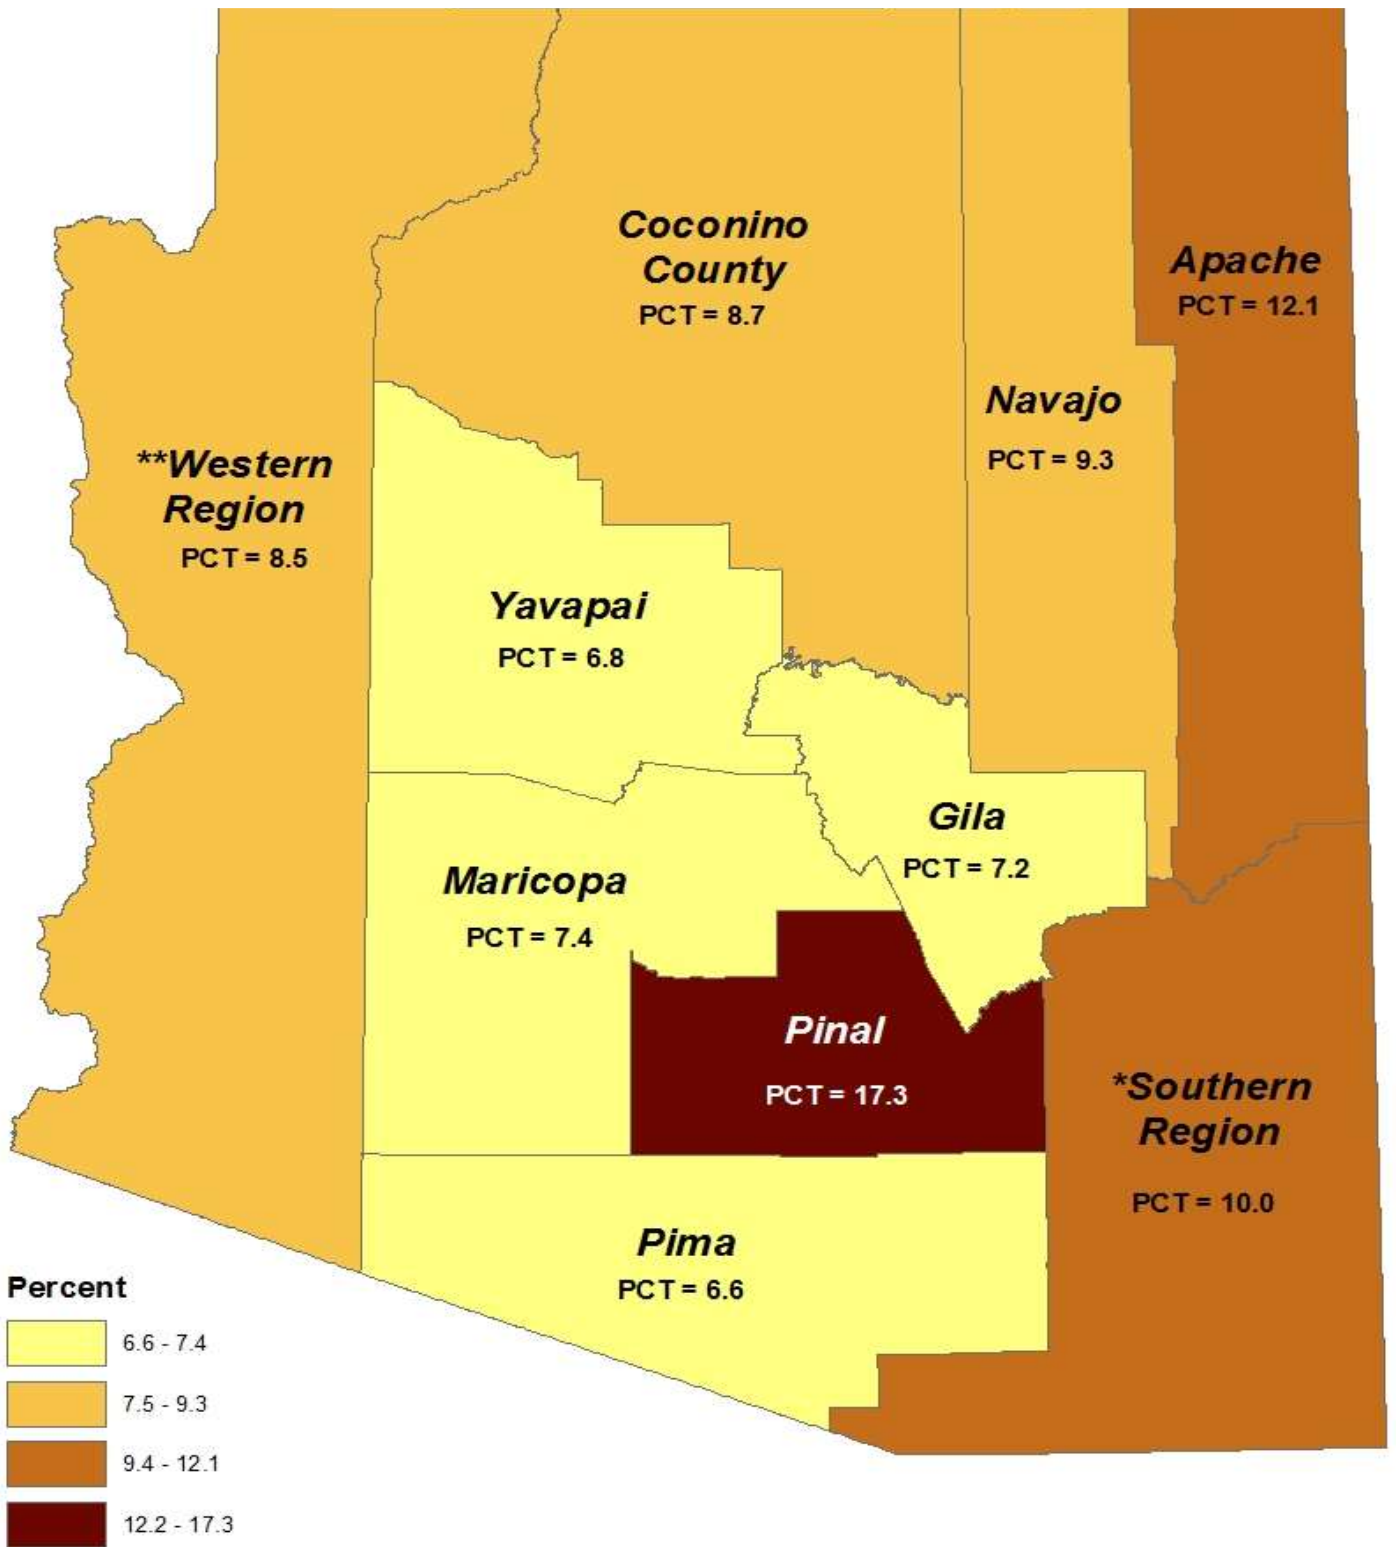 Coconino
County
PCT = 8.7
Apache
PCT = 12.1
Navajo
PCT = 9.3
**Western
Region
PCT = 8.5
Yavapai
PCT = 6.8
Gila
PCT = 7.2
Maricopa
PCT = 7.4
Pinal
PCT = 17.3
*Southern
Region
PCT = 10.0
Pima
PCT = 6.6
Percent
6.6 - 7.4
7.5 - 9.3
9.4 - 12.1
12.2 - 17.3